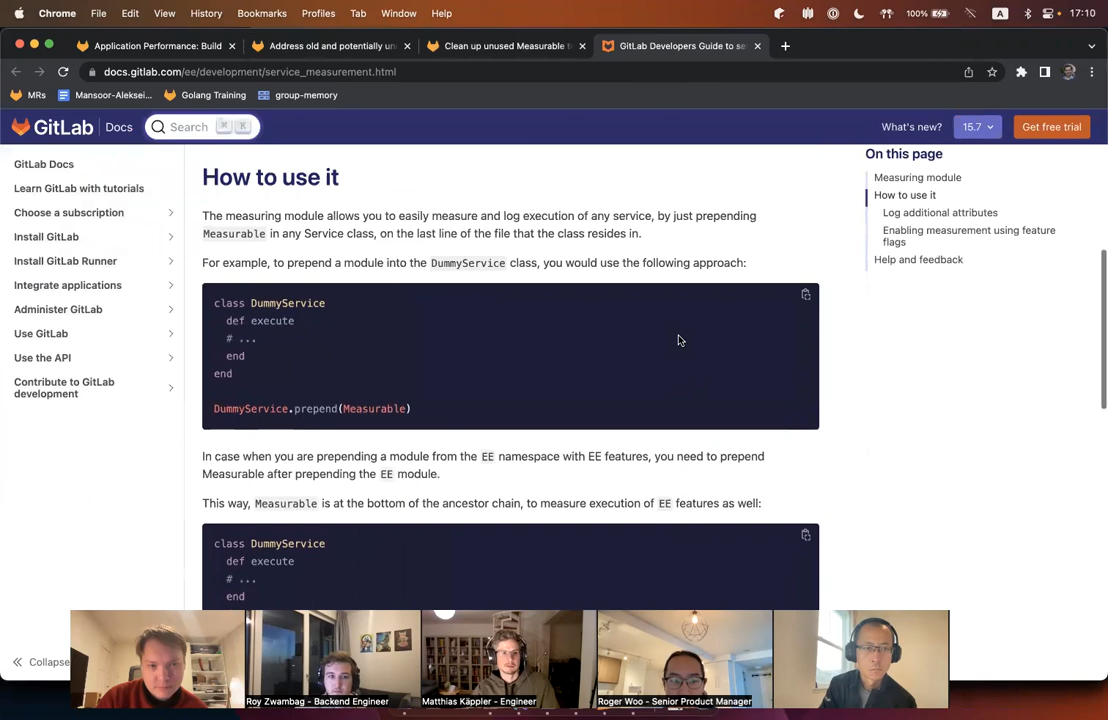 Chrome File Edit View History Bookmarks Profiles Tab Window Help 100% A 17:10
Application Performance: Build
Address old and potentially un
Clean up unused Measurable
GitLab Developers Guide to se
docs.gitlab.com/ee/development/service_measurement.html
MRs Mansoor-Aleksei... Golang Training group-memory
GitLab Docs Search ⌘ K What's new? 15.7 Get free trial
GitLab Docs
Learn GitLab with tutorials
Choose a subscription
Install GitLab
Install GitLab Runner
Integrate applications
Administer GitLab
Use GitLab
Use the API
Contribute to GitLab
development
Collapse
How to use it
The measuring module allows you to easily measure and log execution of any service, by just prepending
Measurable in any Service class, on the last line of the file that the class resides in.
For example, to prepend a module into the DummyService class, you would use the following approach:
class DummyService
def execute
# ...
end
end
DummyService.prepend(Measurable)
In case when you are prepending a module from the EE namespace with EE features, you need to prepend
Measurable after prepending the EE module.
This way, Measurable is at the bottom of the ancestor chain, to measure execution of EE features as well:
class DummyService
def execute
# ...
end
On this page
Measuring module
How to use it
Log additional attributes
Enabling measurement using feature
flags
Help and feedback
Roy Zwambag - Backend Engineer
Matthias Käppler - Engineer
Roger Woo - Senior Product Manager